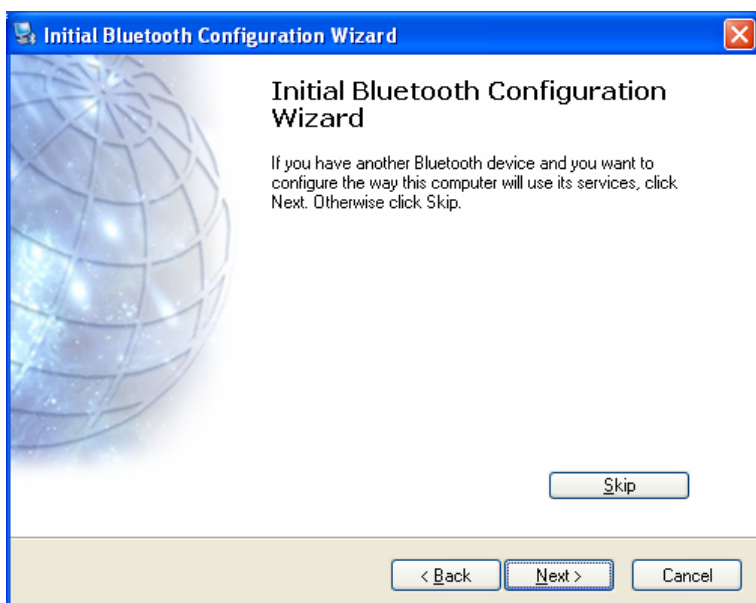 Initial Bluetooth Configuration Wizard
Initial Bluetooth Configuration
Wizard
If you have another Bluetooth device and you want to
configure the way this computer will use its services, click
Next. Otherwise click Skip.
Skip
< Back
Next >
Cancel